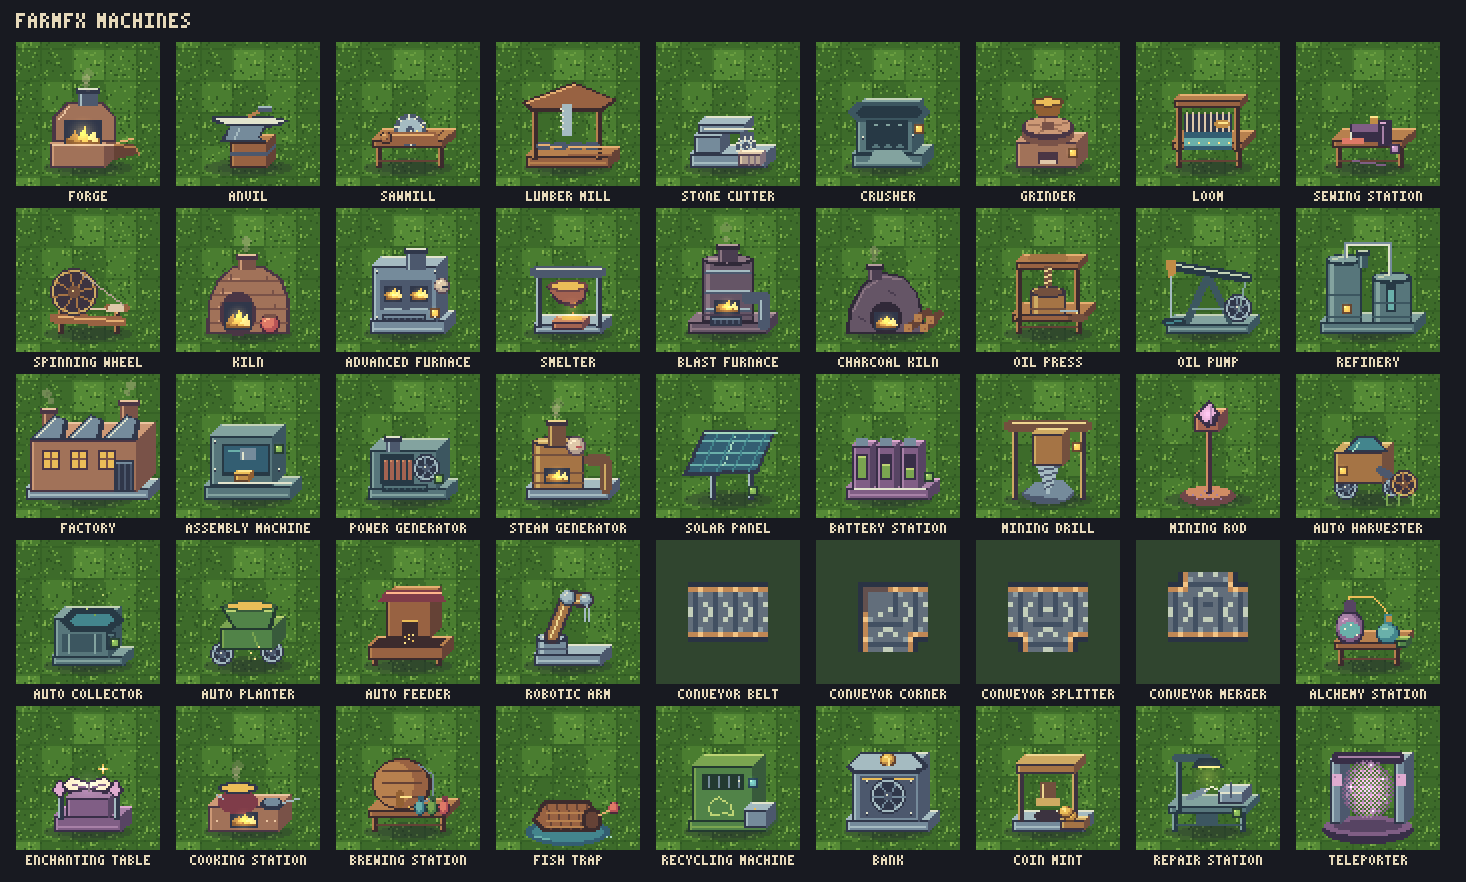 FARMFX MACHINES
FORGE
ANVIL
SAWMILL
LUMBER MILL
STONE CUTTER
CRUSHER
GRINDER
LOOM
SEWING STATION
SPINNING WHEEL
KILN
ADVANCED FURNACE
SMELTER
BLAST FURNACE
CHARCOAL KILN
OIL PRESS
OIL PUMP
REFINERY
FACTORY
ASSEMBLY MACHINE
POWER GENERATOR
STEAM GENERATOR
SOLAR PANEL
BATTERY STATION
MINING DRILL
MINING ROD
AUTO HARVESTER
AUTO COLLECTOR
AUTO PLANTER
AUTO FEEDER
ROBOTIC ARM
CONVEYOR BELT
CONVEYOR CORNER
CONVEYOR SPLITTER
CONVEYOR MERGER
ALCHEMY STATION
ENCHANTING TABLE
COOKING STATION
BREWING STATION
FISH TRAP
RECYCLING MACHINE
BANK
COIN MINT
REPAIR STATION
TELEPORTER